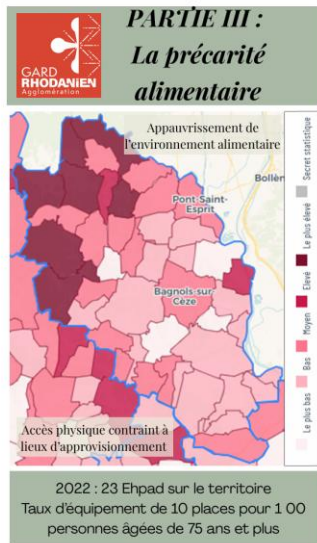 PARTIE III :
La précarité
alimentaire
GARD
RHODANIEN
Agglomération
Appauvrissement de
l'environnement alimentaire
Bollèn
Pont-Saint-
Esprit
Bagnols-sur-
Cèze
Accès physique contraint à
lieux d'approvisionnement
Le plus bas
Bas
Moyen
Elevé
Le plus élevé
Secret statistique
2022 : 23 Ehpad sur le territoire
Taux d'équipement de 10 places pour 1 00
personnes âgées de 75 ans et plus